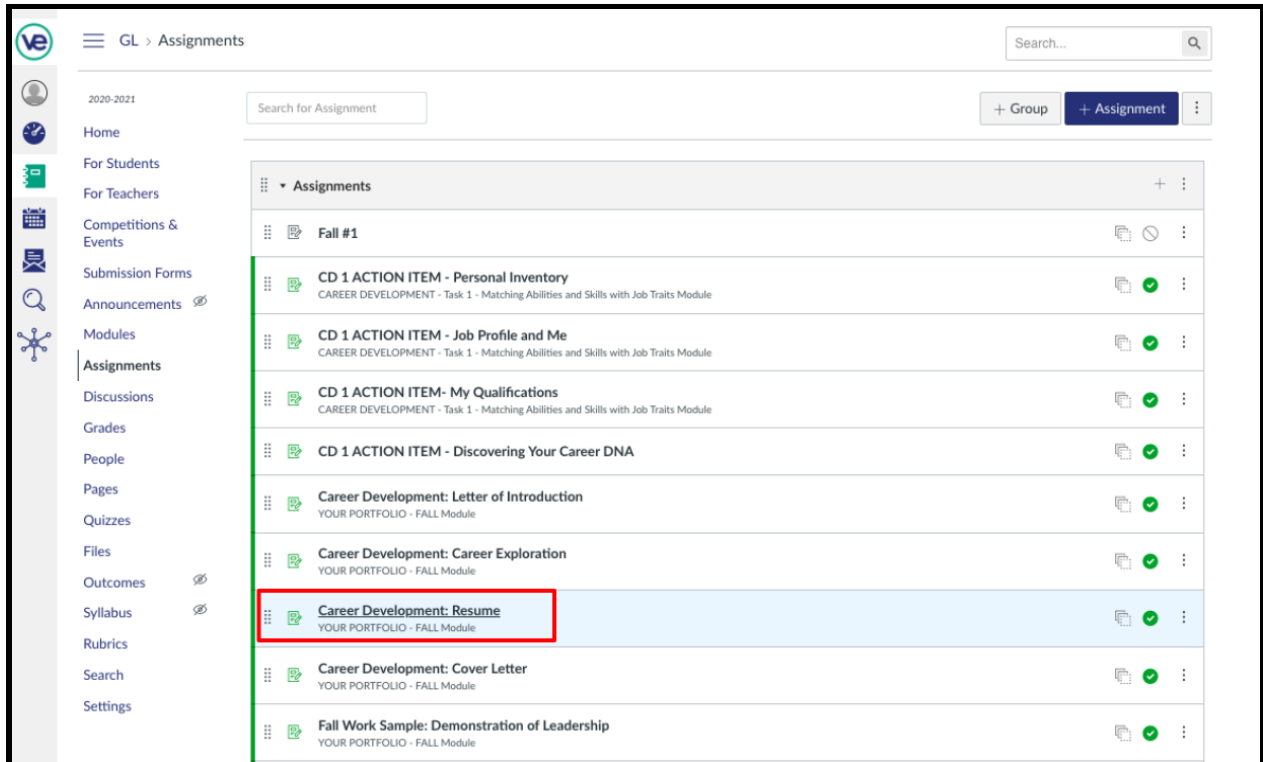 ve
GL > Assignments
Search...
2020-2021
Search for Assignment
+ Group
+ Assignment
Home
For Students
For Teachers
Competitions &
Events
Submission Forms
Announcements
Modules
Assignments
Discussions
Grades
People
Pages
Quizzes
Files
Outcomes
Syllabus
Rubrics
Search
Settings
Assignments
Fall #1
CD 1 ACTION ITEM - Personal Inventory
CAREER DEVELOPMENT - Task 1 - Matching Abilities and Skills with Job Traits Module
CD 1 ACTION ITEM - Job Profile and Me
CAREER DEVELOPMENT - Task 1 - Matching Abilities and Skills with Job Traits Module
CD 1 ACTION ITEM- My Qualifications
CAREER DEVELOPMENT - Task 1 - Matching Abilities and Skills with Job Traits Module
CD 1 ACTION ITEM - Discovering Your Career DNA
Career Development: Letter of Introduction
YOUR PORTFOLIO - FALL Module
Career Development: Career Exploration
YOUR PORTFOLIO - FALL Module
Career Development: Resume
YOUR PORTFOLIO - FALL Module
Career Development: Cover Letter
YOUR PORTFOLIO - FALL Module
Fall Work Sample: Demonstration of Leadership
YOUR PORTFOLIO - FALL Module